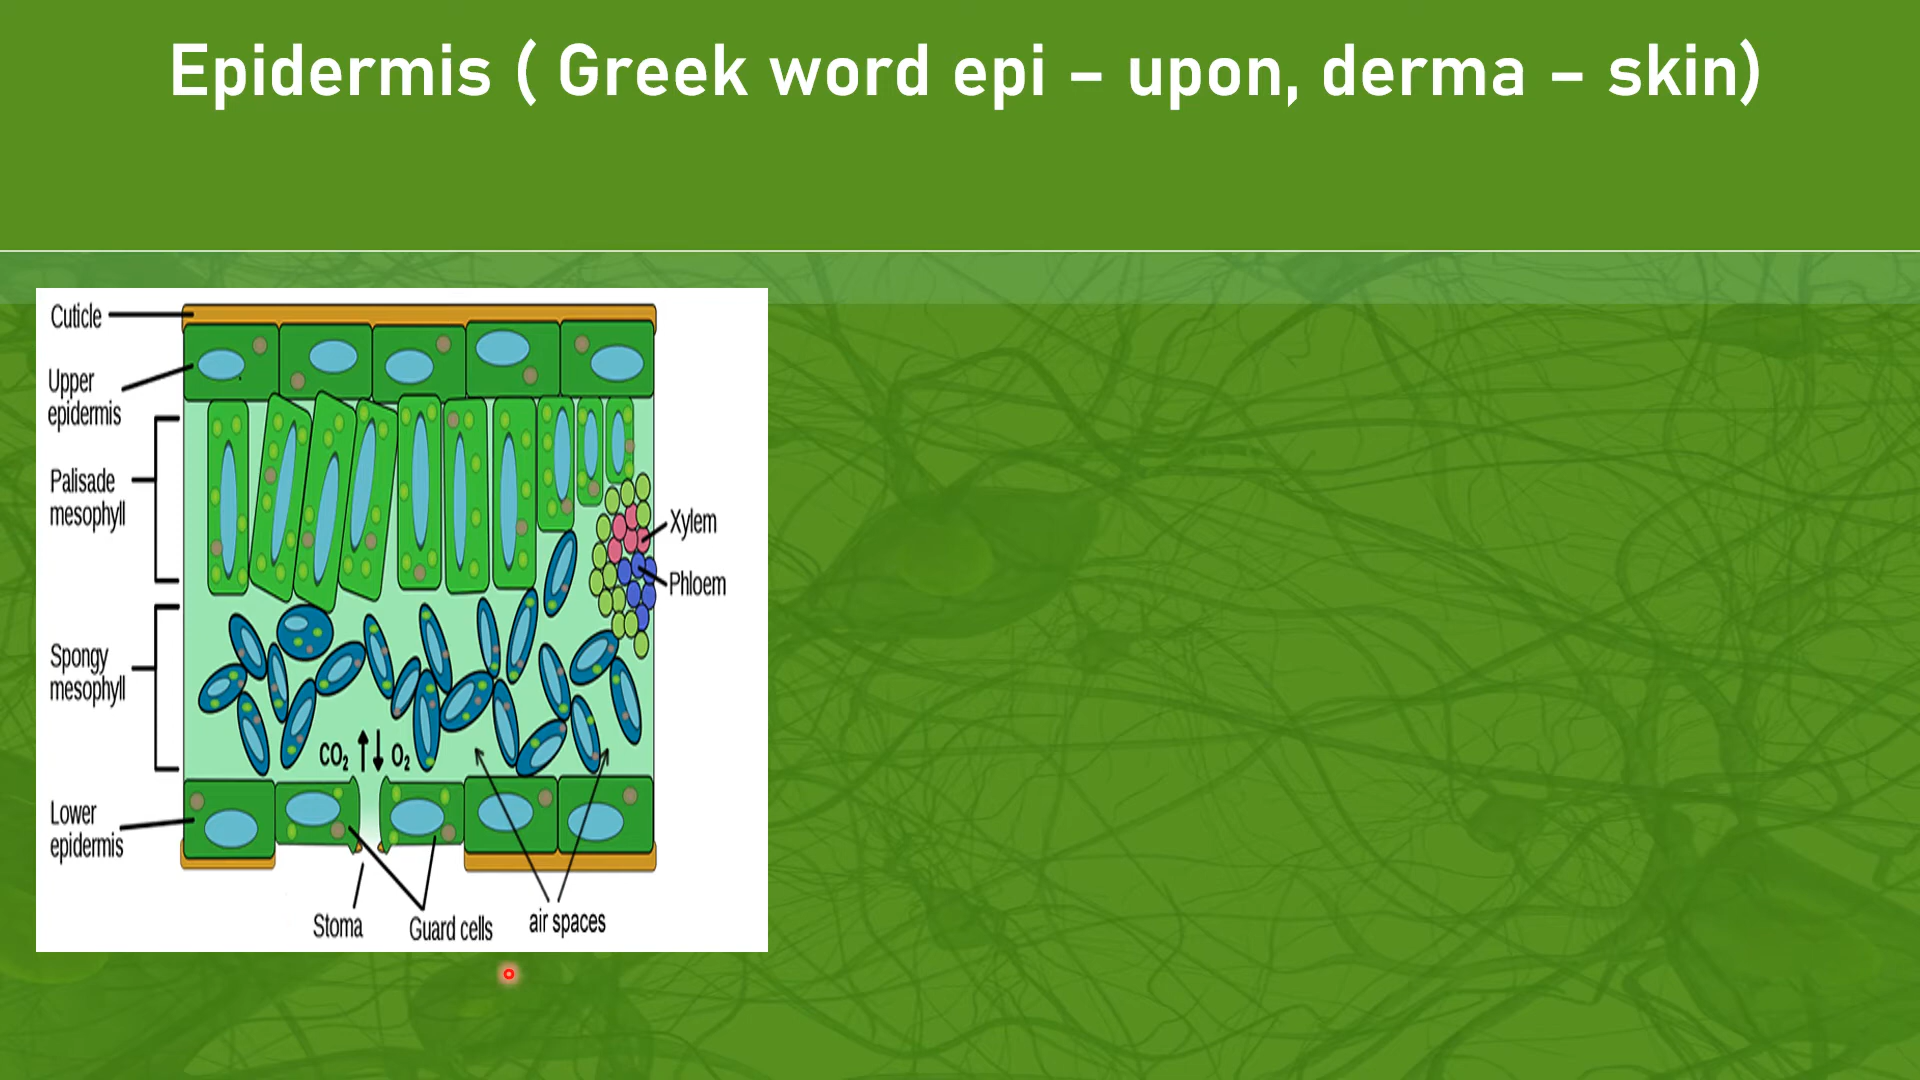 Epidermis ( Greek word epi – upon, derma – skin)
Cuticle
Upper
epidermis
Palisade
mesophyll
Xylem
Phloem
Spongy
mesophyll
CO₂ ↑↓ O₂
Lower
epidermis
Stoma
Guard cells
air spaces